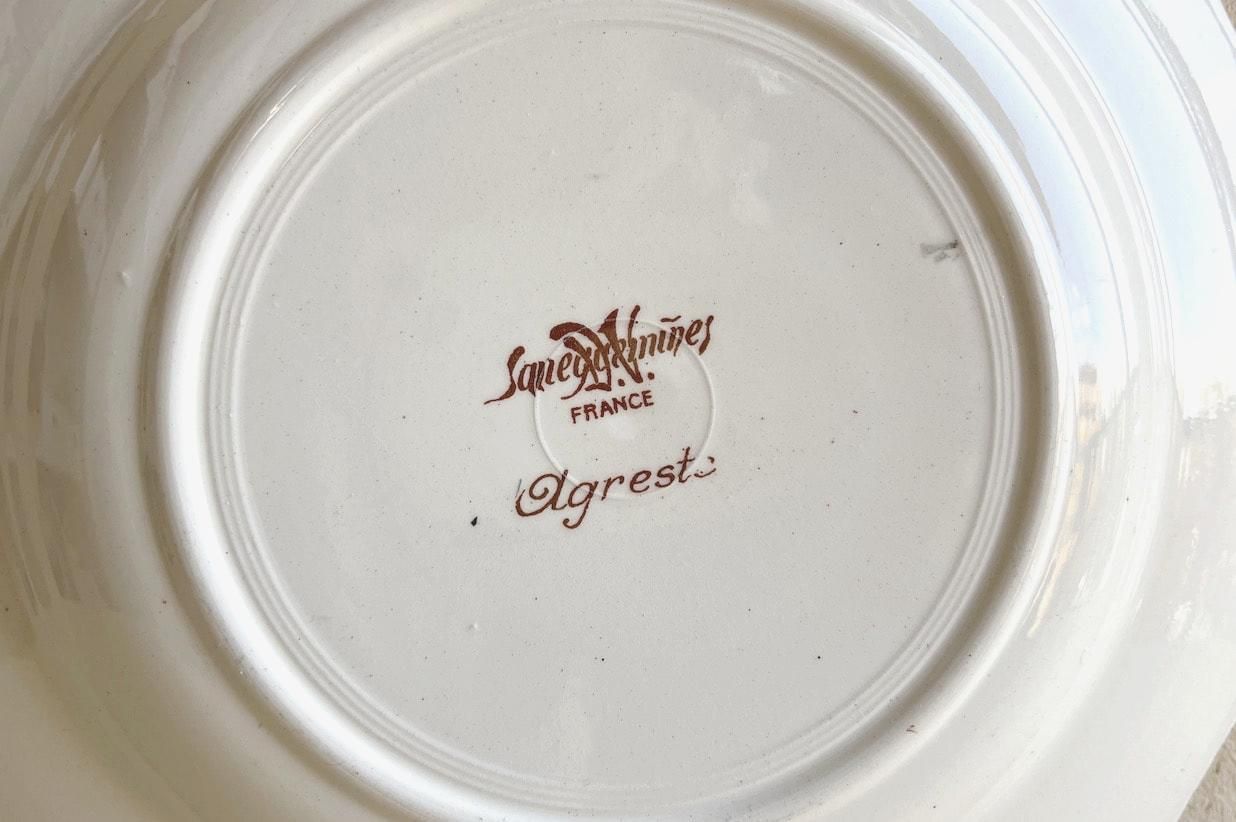 Sarreguemines
D.V.
FRANCE
Agreste